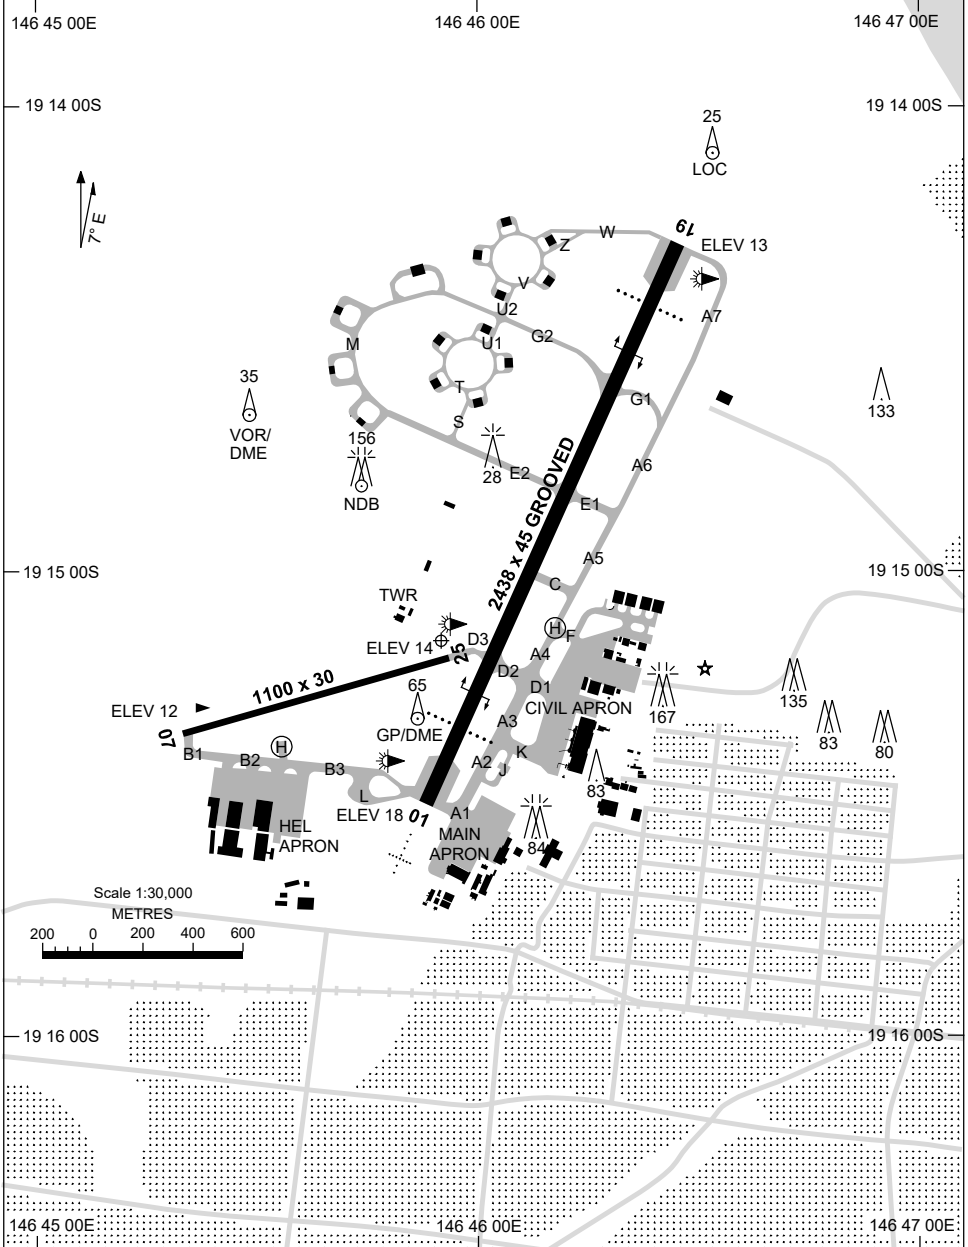 146 45 00E
146 46 00E
146 47 00E
19 14 00S
19 14 00S
25
LOC
7° E
19
ELEV 13
W
Z
V
U2
A7
G2
U1
M
T
G1
35
VOR/
DME
133
S
156
NDB
28
E2
A6
2438 x 45 GROOVED
E1
A5
19 15 00S
19 15 00S
C
TWR
H
F
ELEV 14
D3
25
A4
D2
D1
1100 x 30
65
GP/DME
CIVIL APRON
167
135
83
80
ELEV 12
07
A3
B1
H
B2
B3
K
A2
J
L
83
ELEV 18
01
A1
MAIN
APRON
84
HEL
APRON
Scale 1:30,000
METRES
200 0 200 400 600
19 16 00S
19 16 00S
146 45 00E
146 46 00E
146 47 00E